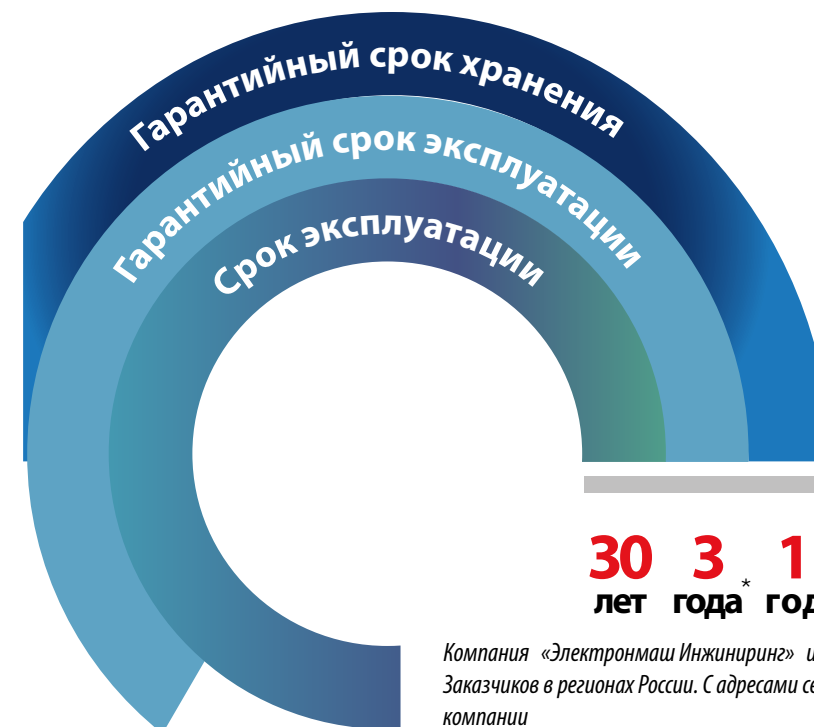 Гарантийный срок хранения
Гарантийный срок эксплуатации
Срок эксплуатации
30 3 1
лет года* год
Компания «Электронмаш Инжиниринг»
Заказчиков в регионах России. С адресами
компании